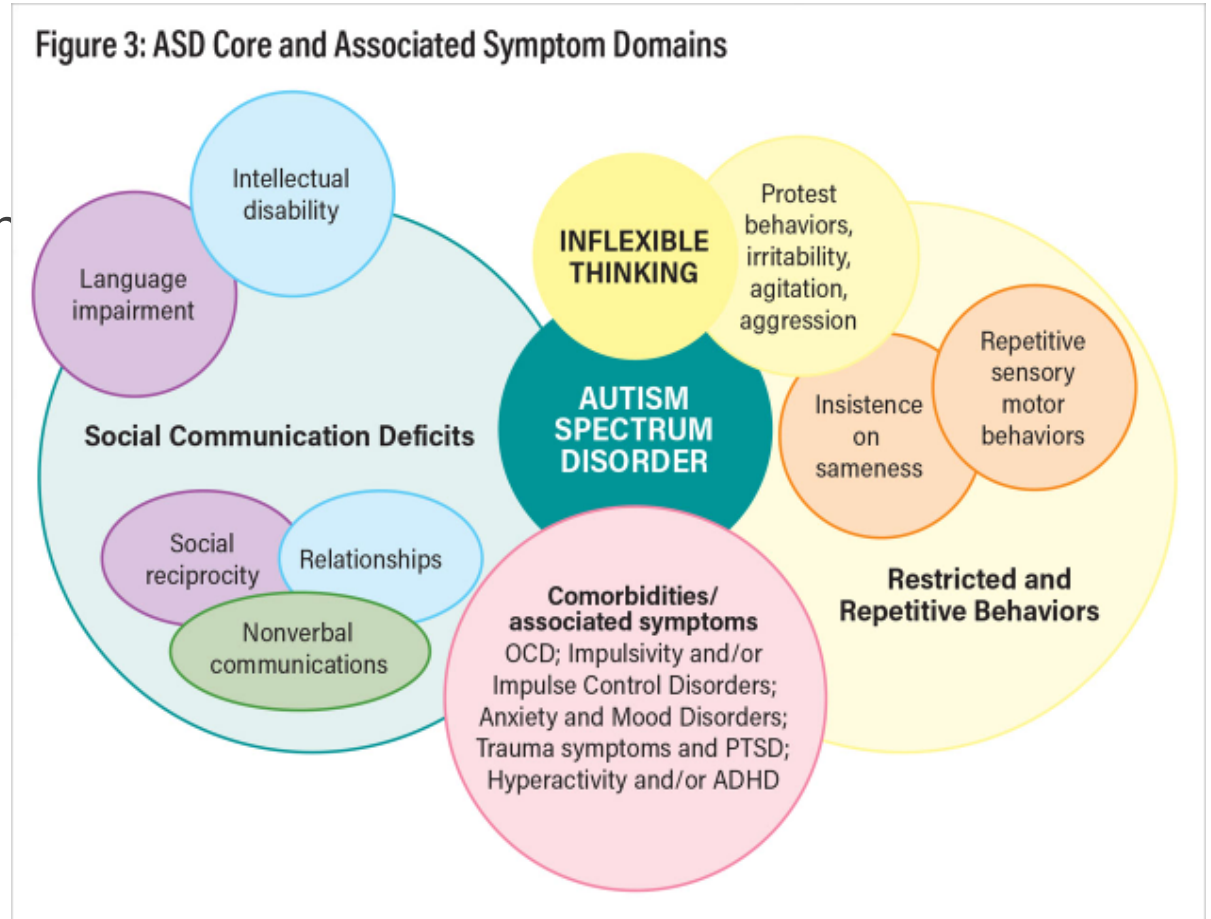 Figure 3: ASD Core and Associated Symptom Domains
Intellectual
disability
Language
impairment
Social Communication Deficits
Social
reciprocity
Relationships
Nonverbal
communications
INFLEXIBLE
THINKING
Protest
behaviors,
irritability,
agitation,
aggression
AUTISM
SPECTRUM
DISORDER
Insistence
on
sameness
Repetitive
sensory
motor
behaviors
Restricted and
Repetitive Behaviors
Comorbidities/
associated symptoms
OCD; Impulsivity and/or
Impulse Control Disorders;
Anxiety and Mood Disorders;
Trauma symptoms and PTSD;
Hyperactivity and/or ADHD